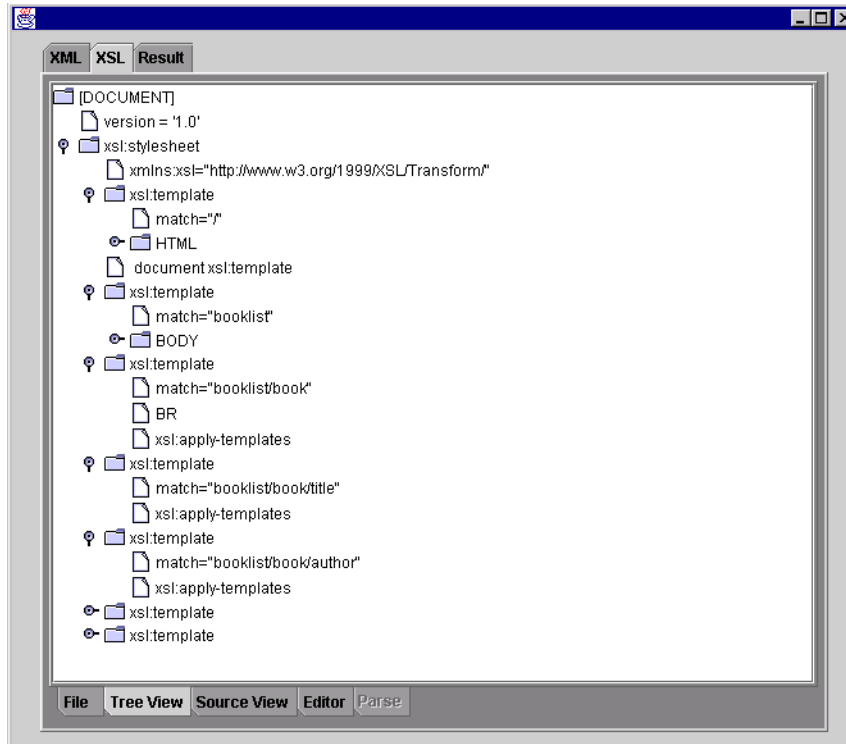 XML XSL Result
[DOCUMENT]
version = '1.0'
xsl:stylesheet
xmlns:xsl="http://www.w3.org/1999/XSL/Transform/"
xsl:template
match="/"
HTML
document xsl:template
xsl:template
match="booklist"
BODY
xsl:template
match="booklist/book"
BR
xsl:apply-templates
xsl:template
match="booklist/book/title"
xsl:apply-templates
xsl:template
match="booklist/book/author"
xsl:apply-templates
xsl:template
xsl:template
File Tree View Source View Editor Parse